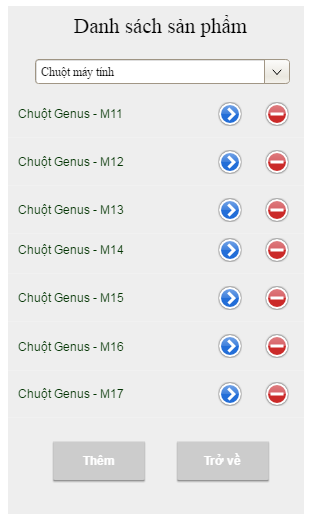 Danh sách sản phẩm
Chuột máy tính
Chuột Genus - M11
Chuột Genus - M12
Chuột Genus - M13
Chuột Genus - M14
Chuột Genus - M15
Chuột Genus - M16
Chuột Genus - M17
Thêm Trở về